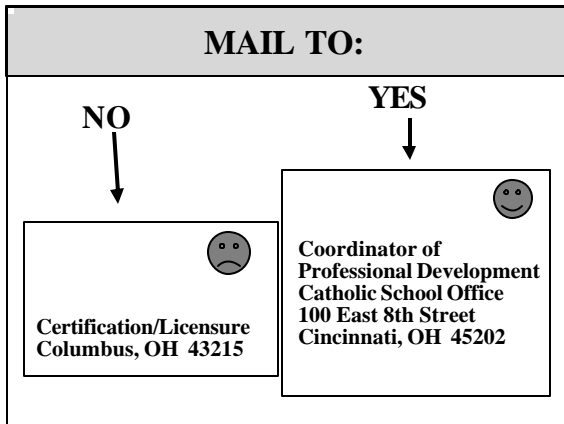 MAIL TO:
NO
YES
Certification/Licensure
Columbus, OH 43215
Coordinator of
Professional Development
Catholic School Office
100 East 8th Street
Cincinnati, OH 45202